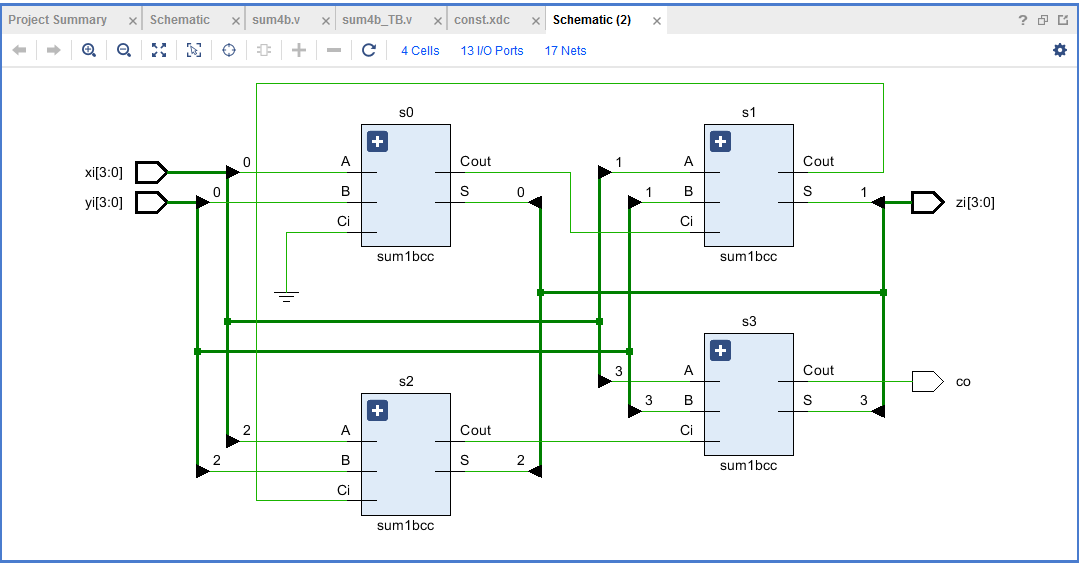 Project Summary
Schematic
sum4b.v
sum4b_TB.v
const.xdc
Schematic (2)
4 Cells
13 I/O Ports
17 Nets
s0
s1
xi[3:0]
0
A
Cout
1
A
Cout
yi[3:0]
0
B
S
0
1
B
S
1
zi[3:0]
Ci
Ci
sum1bcc
sum1bcc
s3
3
A
Cout
co
s2
3
B
S
3
2
A
Cout
Ci
2
B
S
2
sum1bcc
Ci
sum1bcc